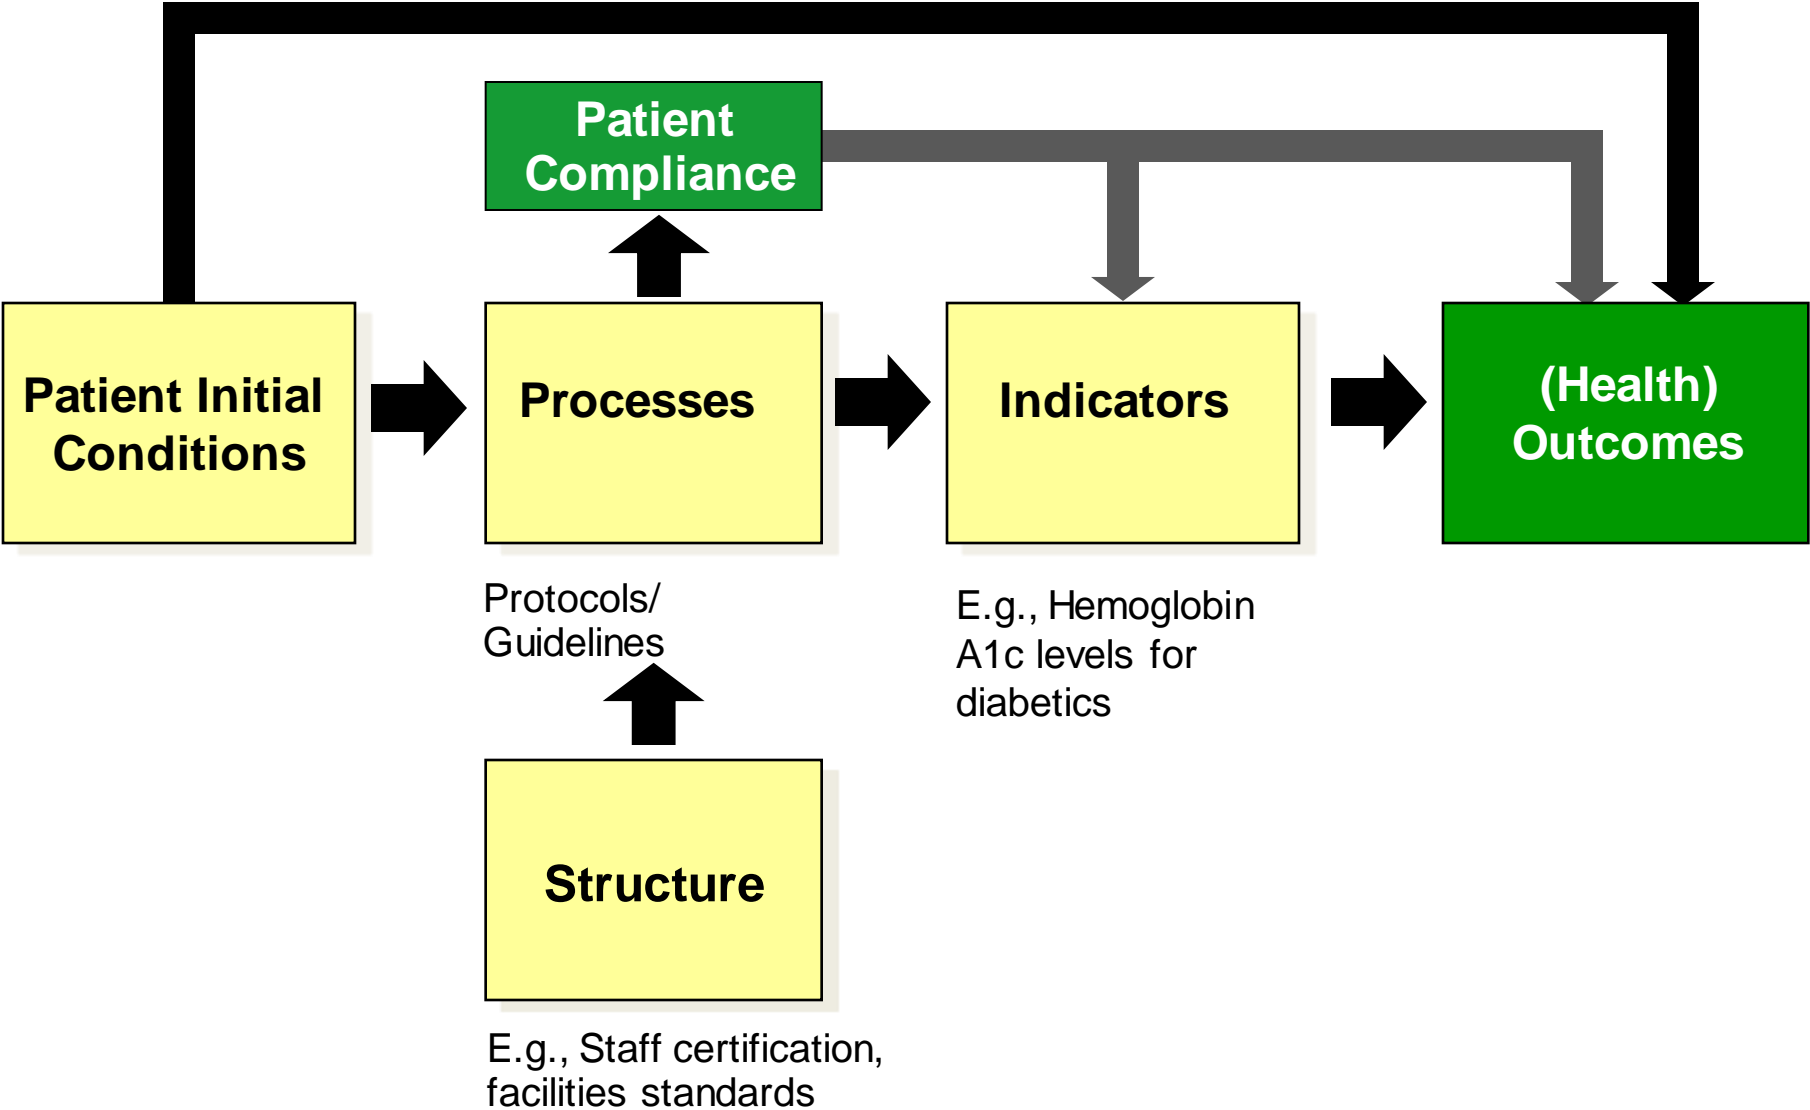 Patient
Compliance
Patient Initial
Conditions
Processes
Indicators
(Health)
Outcomes
Protocols/
Guidelines
E.g., Hemoglobin
A1c levels for
diabetics
Structure
E.g., Staff certification,
facilities standards